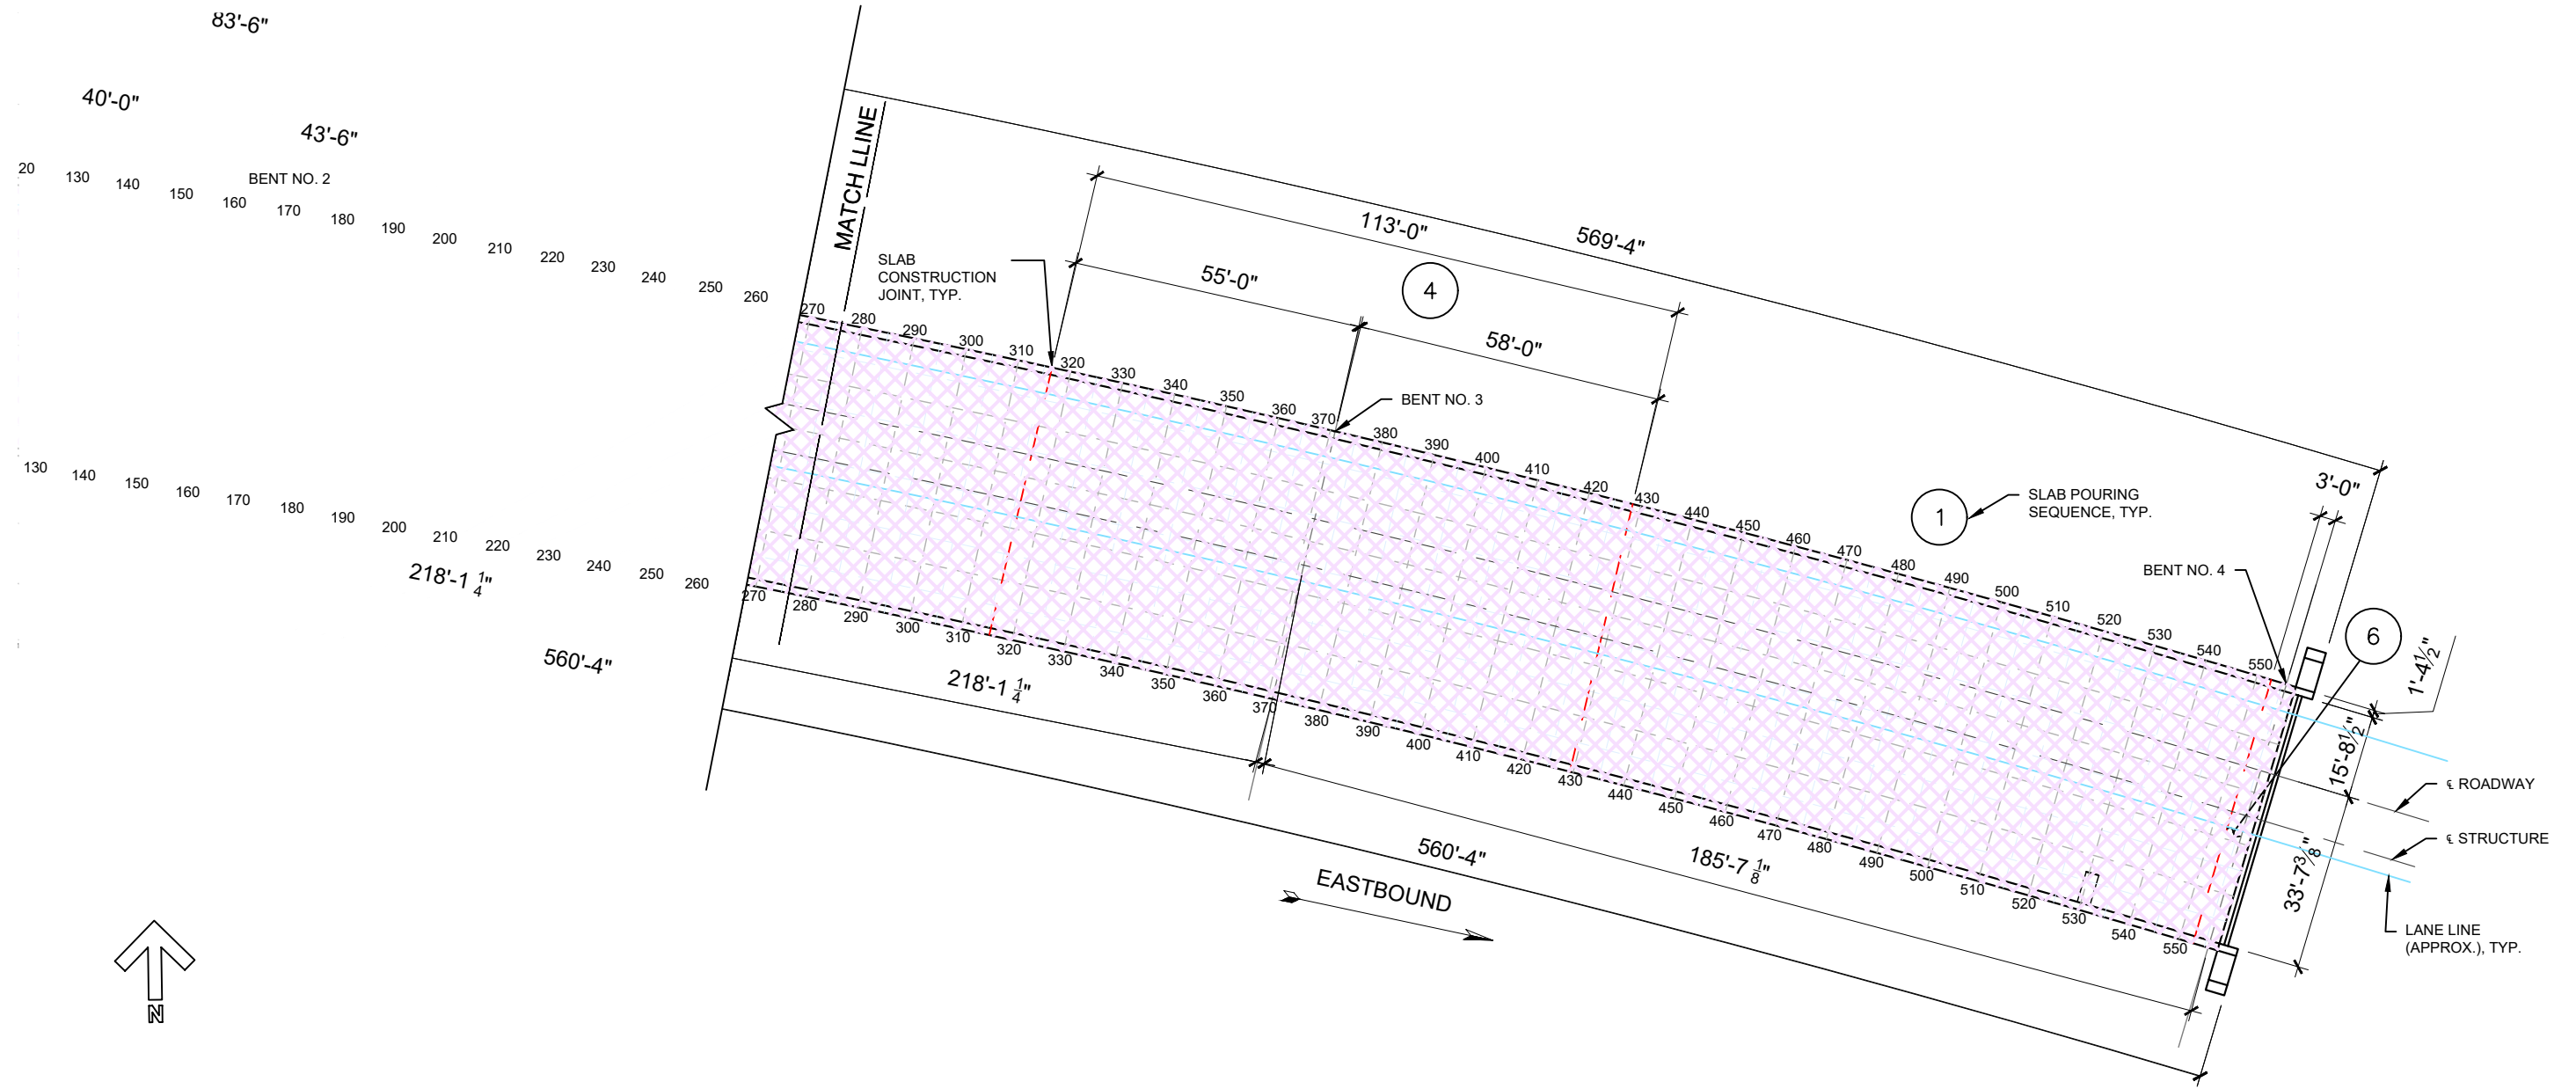 83'-6"
40'-0"
43'-6"
20 130 140 150 160 170 180 190 200 210 220 230 240 250 260
BENT NO. 2
130 140 150 160 170 180 190 200 210 220 230 240 250 260
218'-1 1/4"
560'-4"
N
MATCH LLINE
SLAB
CONSTRUCTION
JOINT, TYP.
113'-0"
569'-4"
55'-0"
4
58'-0"
BENT NO. 3
270 280 290 300 310 320 330 340 350 360 370 380 390 400 410 420 430 440 450 460 470 480 490 500 510 520 530 540 550
1
SLAB POURING
SEQUENCE, TYP.
3'-0"
BENT NO. 4
6
1'-4 1/2"
15'-8 1/2"
33'-7 3/8"
℄ ROADWAY
℄ STRUCTURE
LANE LINE
(APPROX.), TYP.
270 280 290 300 310 320 330 340 350 360 370 380 390 400 410 420 430 440 450 460 470 480 490 500 510 520 530 540 550
218'-1 1/4"
560'-4"
185'-7 1/8"
EASTBOUND